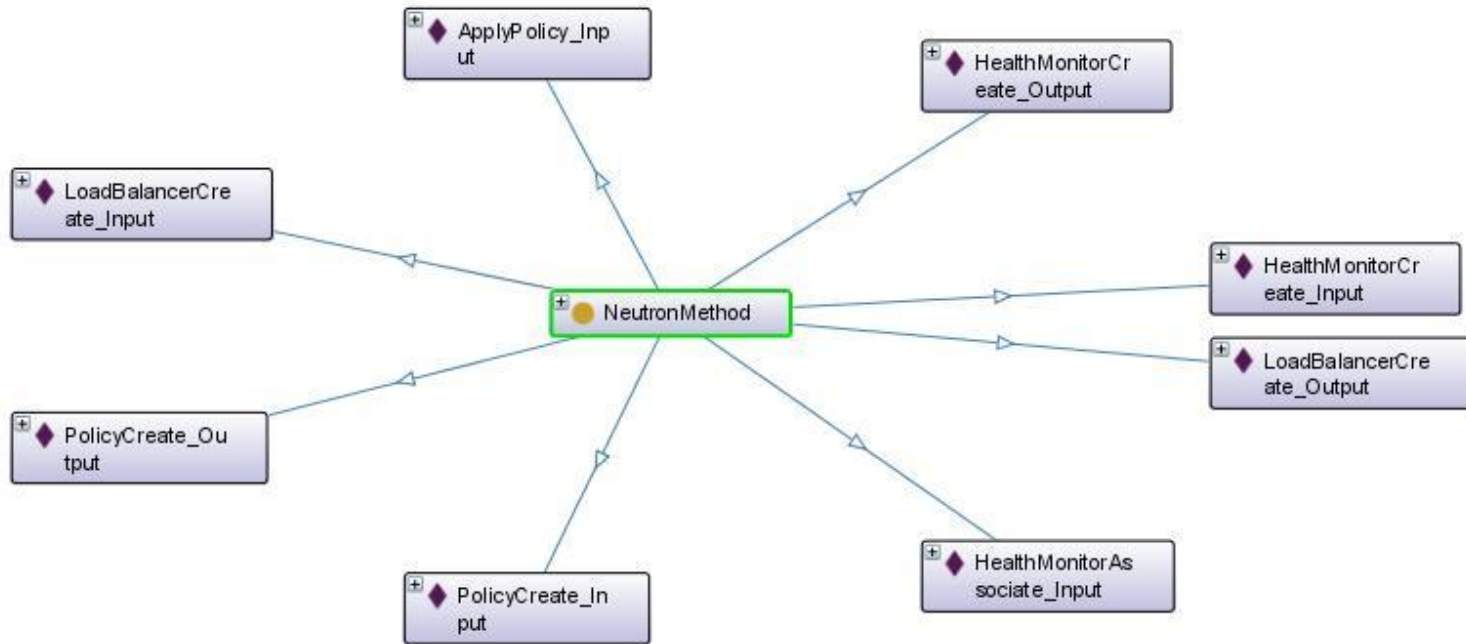 ApplyPolicy_Inp
ut
HealthMonitorCr
eate_Output
LoadBalancerCre
ate_Input
HealthMonitorCr
eate_Input
NeutronMethod
LoadBalancerCre
ate_Output
PolicyCreate_Ou
tput
HealthMonitorAs
sociate_Input
PolicyCreate_In
put